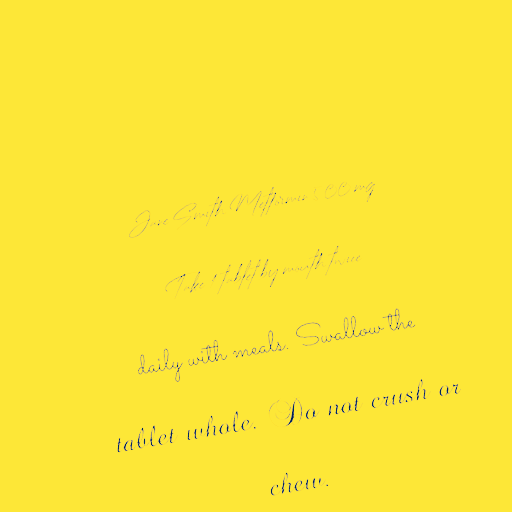 Jane Smith Metformin
Take 1 tablet by mouth twice
daily with meals. Swallow the
tablet whole. Do not crush or
chew.